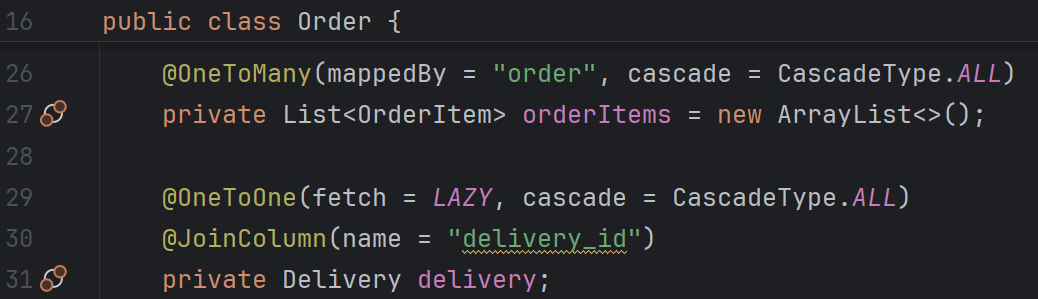 16 public class Order {
26 @OneToMany(mappedBy = "order", cascade = CascadeType.ALL)
27 private List<OrderItem> orderItems = new ArrayList<>();
28
29 @OneToOne(fetch = LAZY, cascade = CascadeType.ALL)
30 @JoinColumn(name = "delivery_id")
31 private Delivery delivery;